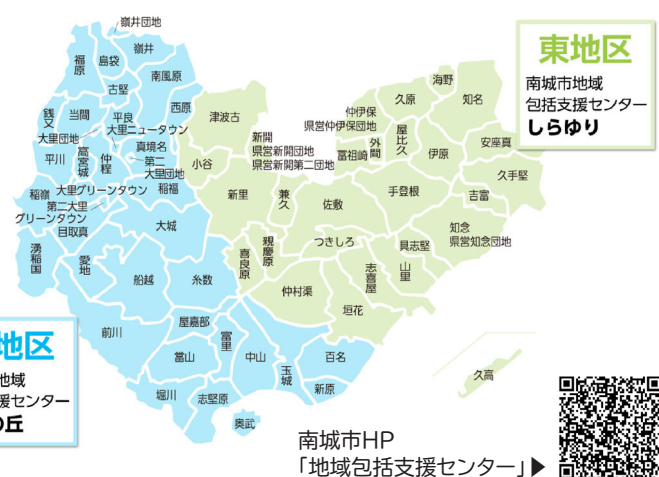 東地区
南城市地域
包括支援センター
しらゆり
嶺井団地
嶺井
福原
島袋
古堅
南風原
銭又
当間
平良
西原
大里団地
大里ニュータウン
平川
高宮城
仲程
真境名
第二
大里団地
稲嶺
大里グリーンタウン
稲福
第二大里
グリーンタウン
目取真
大城
湧稲国
愛地
船越
糸数
前川
屋嘉部
富里
當山
中山
玉城
百名
新原
堀川
志堅原
奥武
津波古
小谷
新開
県営新開団地
県営新開第二団地
新里
兼久
仲伊保
県営仲伊保団地
冨祖崎
外間
屋比久
久原
海野
知名
伊原
安座真
久手堅
吉富
手登根
佐敷
つきしろ
親慶原
喜良原
仲村渠
垣花
志喜屋
山里
具志堅
知念
県営知念団地
久高
地区
地域
援センター
の丘
南城市HP
「地域包括支援センター」▶